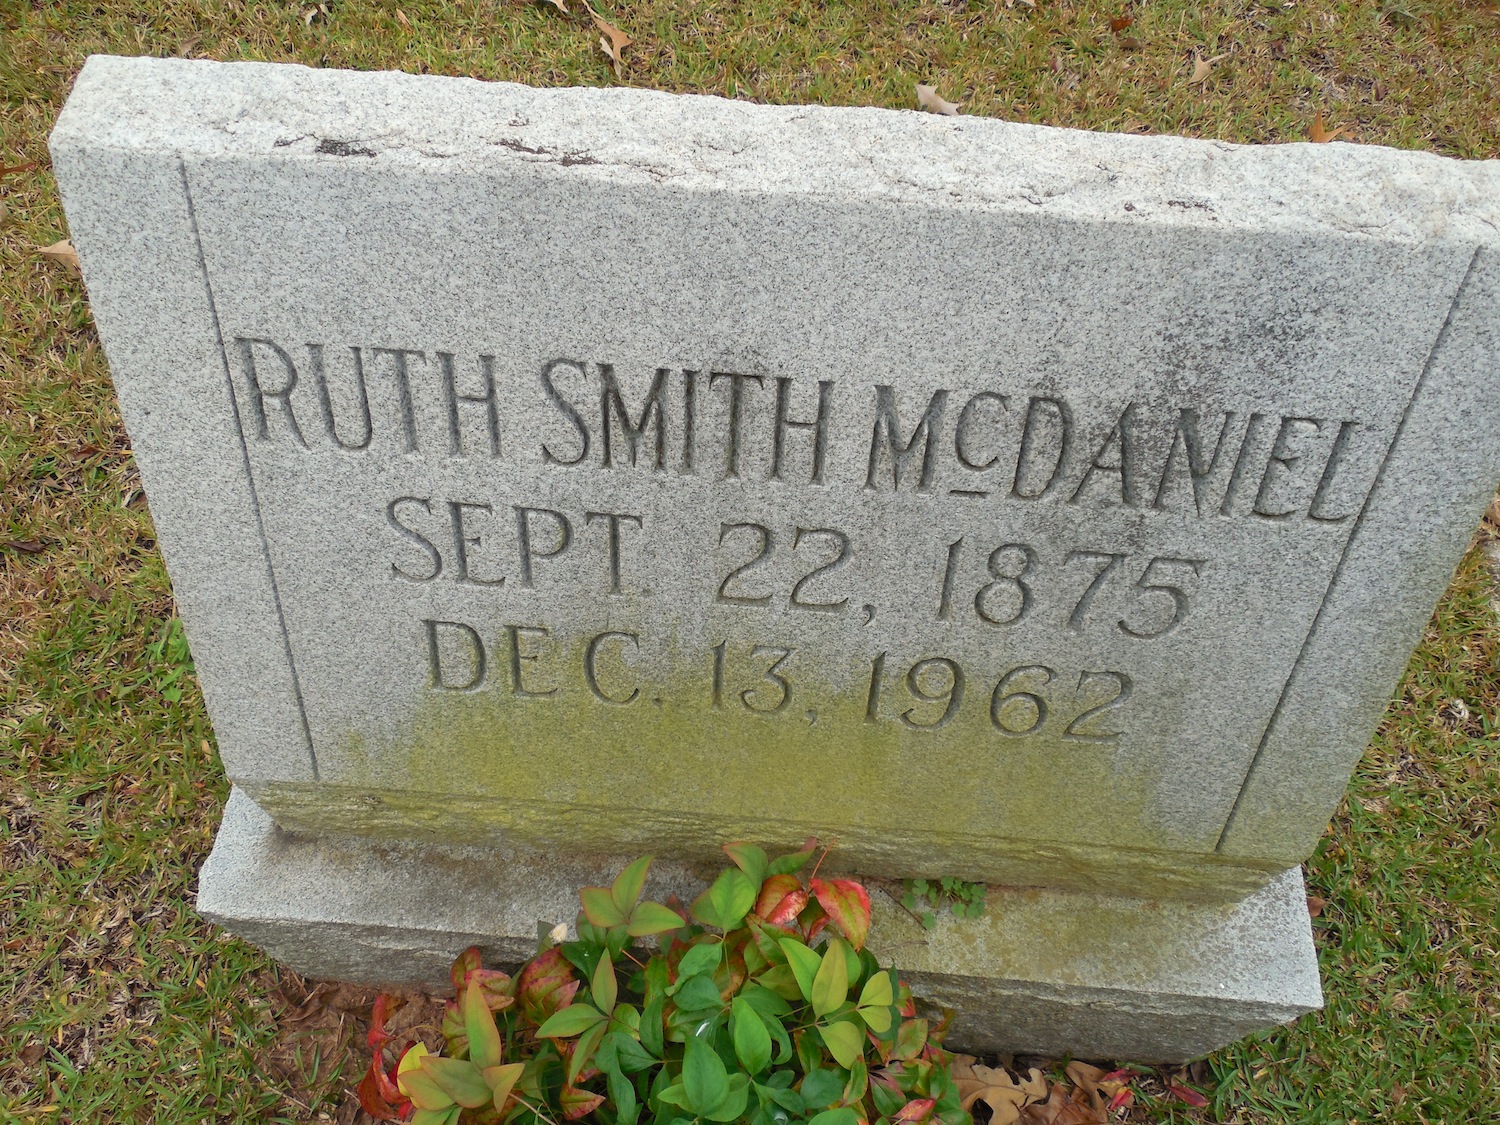 RUTH SMITH McDANIEL
SEPT. 22, 1875
DEC. 13, 1962